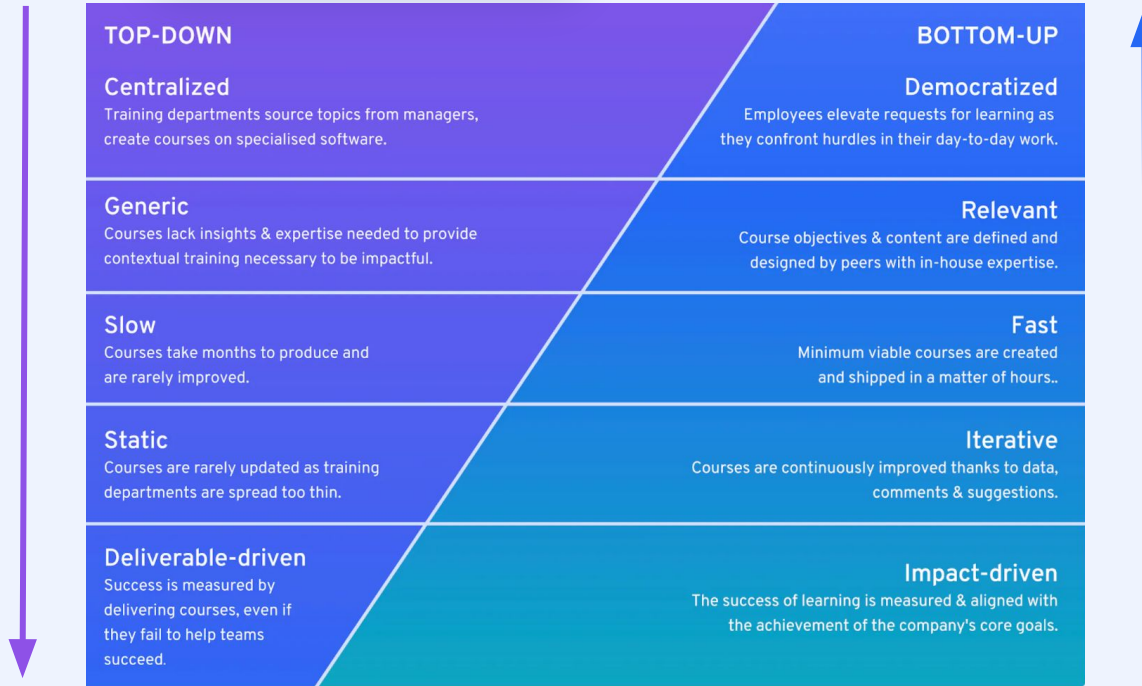 TOP-DOWN
Centralized
Training departments source topics from managers,
create courses on specialised software.
Generic
Courses lack insights & expertise needed to provide
contextual training necessary to be impactful.
Slow
Courses take months to produce and
are rarely improved.
Static
Courses are rarely updated as training
departments are spread too thin.
Deliverable-driven
Success is measured by
delivering courses, even if
they fail to help teams
succeed.
BOTTOM-UP
Democratized
Employees elevate requests for learning as
they confront hurdles in their day-to-day work.
Relevant
Course objectives & content are defined and
designed by peers with in-house expertise.
Fast
Minimum viable courses are created
and shipped in a matter of hours..
Iterative
Courses are continuously improved thanks to data,
comments & suggestions.
Impact-driven
The success of learning is measured & aligned with
the achievement of the company's core goals.